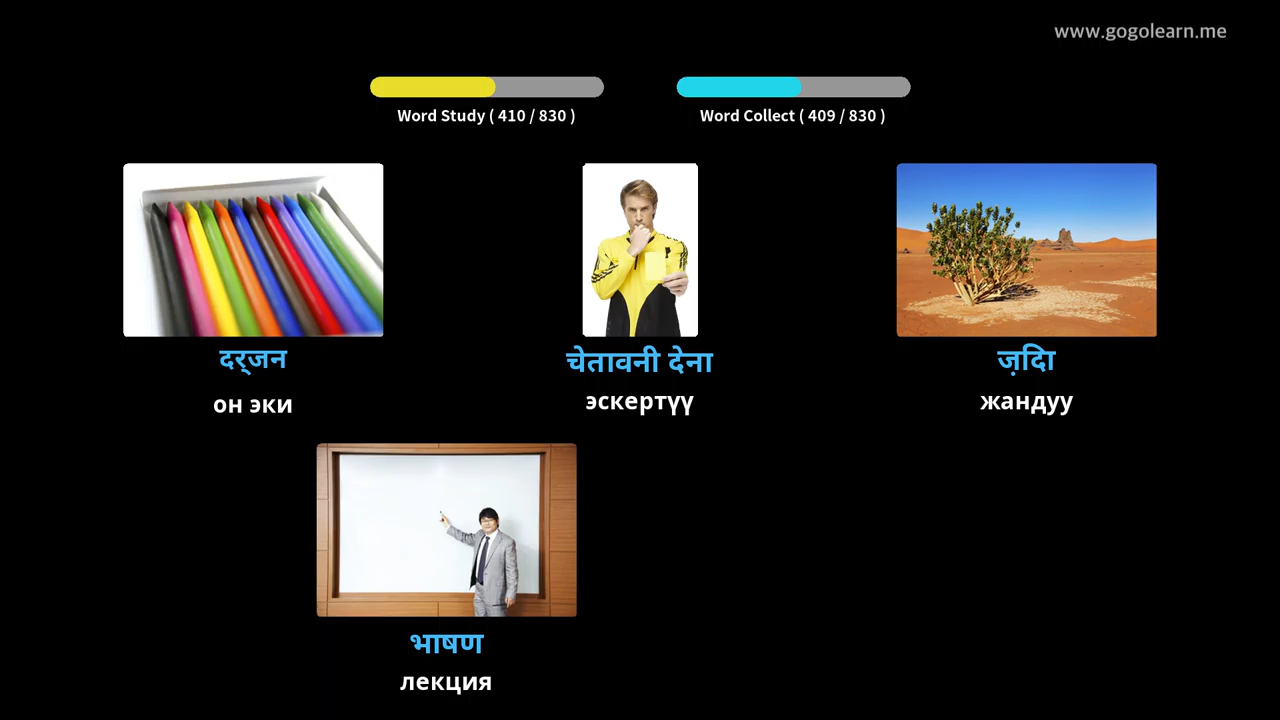 www.gogolearn.me
Word Study ( 410 / 830 )
Word Collect ( 409 / 830 )
दर्जन
चेतावनी देना
ज़िंदा
он эки
эскертүү
жандуу
भाषण
лекция